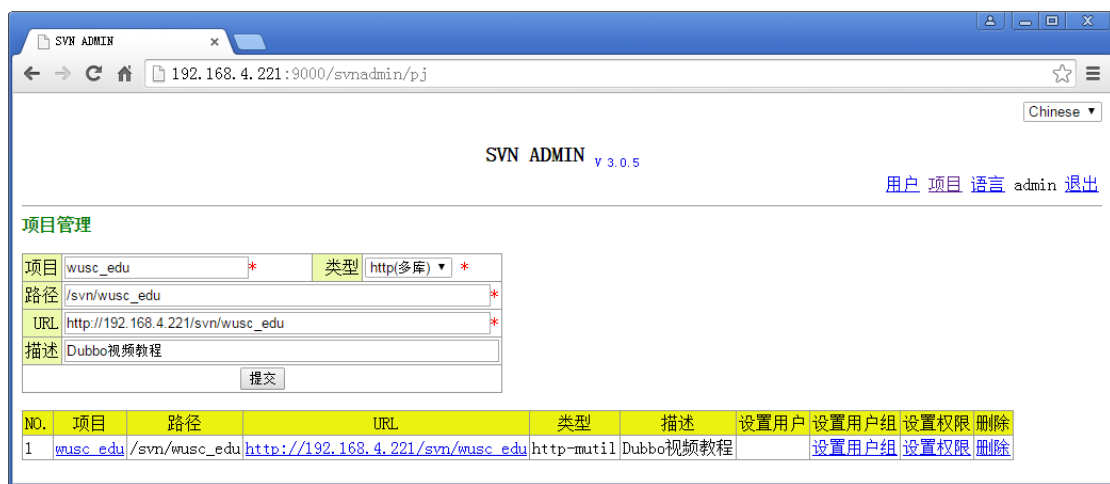 SVN ADMIN
192.168.4.221:9000/svnadmin/pj
Chinese
SVN ADMIN V 3.0.5
用户 项目 语言 admin 退出
项目管理
项目 wusc_edu * 类型 http(多库) *
路径 /svn/wusc_edu *
URL http://192.168.4.221/svn/wusc_edu *
描述 Dubbo视频教程
提交
NO. 项目 路径 URL 类型 描述 设置用户 设置用户组 设置权限 删除
1 wusc_edu /svn/wusc_edu http://192.168.4.221/svn/wusc_edu http-mutil Dubbo视频教程 设置用户组 设置权限 删除